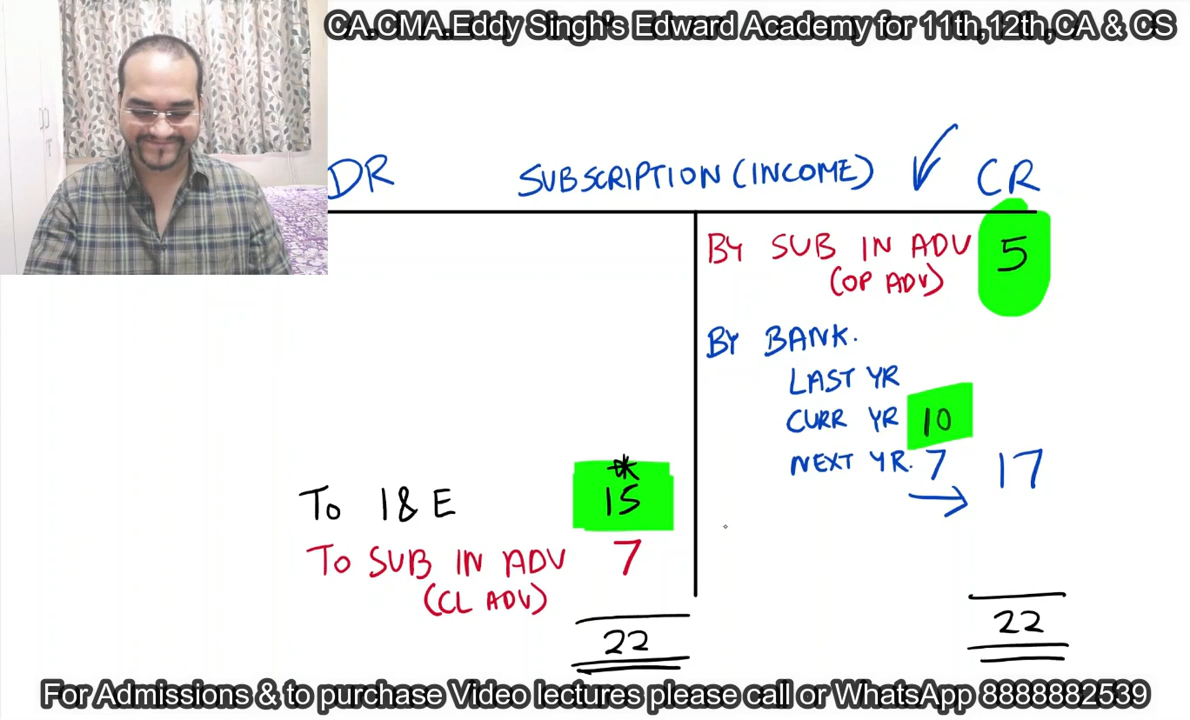 CA.CMA.Eddy Singh's Edward Academy for 11th,12th,CA & CS
DR SUBSCRIPTION (INCOME) CR
BY SUB IN ADV 5
(OP ADV)
BY BANK.
LAST YR
CURR YR 10
NEXT YR. 7 17
To I & E 15
To SUB IN ADV 7
(CL ADV)
22 22
For Admissions & to purchase Video lectures please call or WhatsApp 8888882539